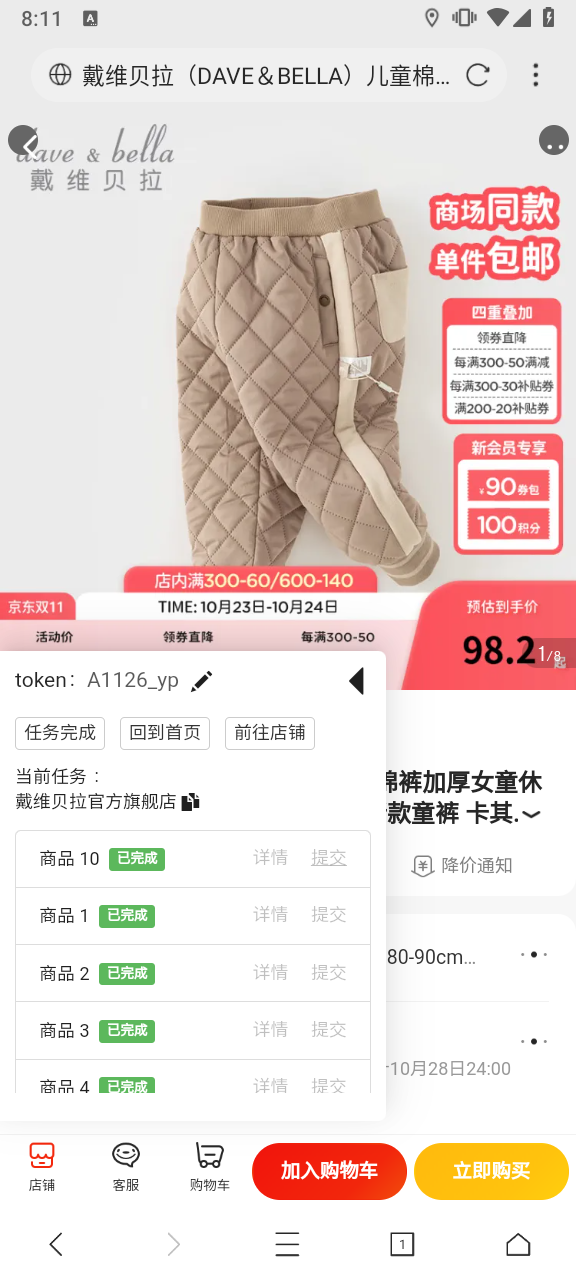 8:11
A
戴维贝拉（DAVE＆BELLA）儿童棉...
dave & bella
戴维贝拉
商场同款
单件包邮
四重叠加
领券直降
每满300-50满减
每满300-30补贴券
满200-20补贴券
新会员专享
¥90券包
100积分
店内满300-60/600-140
京东双11
TIME: 10月23日-10月24日
预估到手价
活动价
领券直降
每满300-50
98.2起
1/8
token： A1126_yp
任务完成
回到首页
前往店铺
当前任务：
戴维贝拉官方旗舰店
棉裤加厚女童休
款童裤 卡其.
降价通知
商品 10 已完成 详情 提交
商品 1 已完成 详情 提交
商品 2 已完成 详情 提交
80-90cm...
商品 3 已完成 详情 提交
10月28日24:00
商品 4 已完成 详情 提交
店铺
客服
购物车
加入购物车
立即购买
1